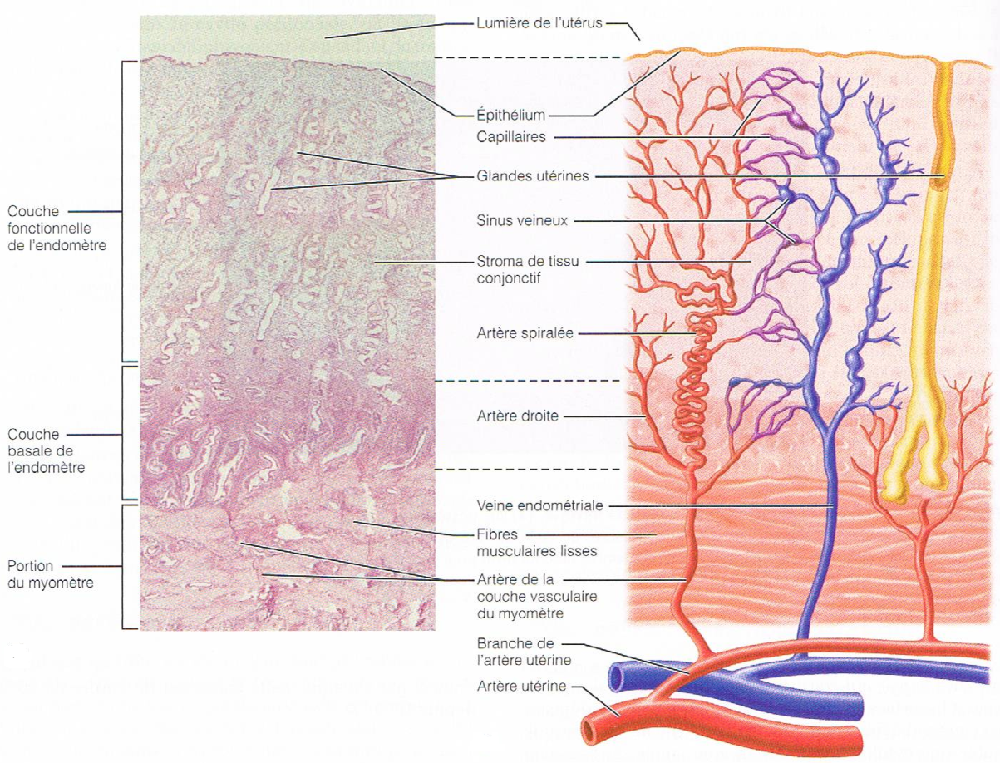 Lumière de l'utérus
Épithélium
Capillaires
Glandes utérines
Couche
fonctionnelle
de l'endomètre
Sinus veineux
Stroma de tissu
conjonctif
Artère spiralée
Artère droite
Couche
basale de
l'endomètre
Veine endométriale
Fibres
musculaires lisses
Portion
du myomètre
Artère de la
couche vasculaire
du myomètre
Branche de
l'artère utérine
Artère utérine